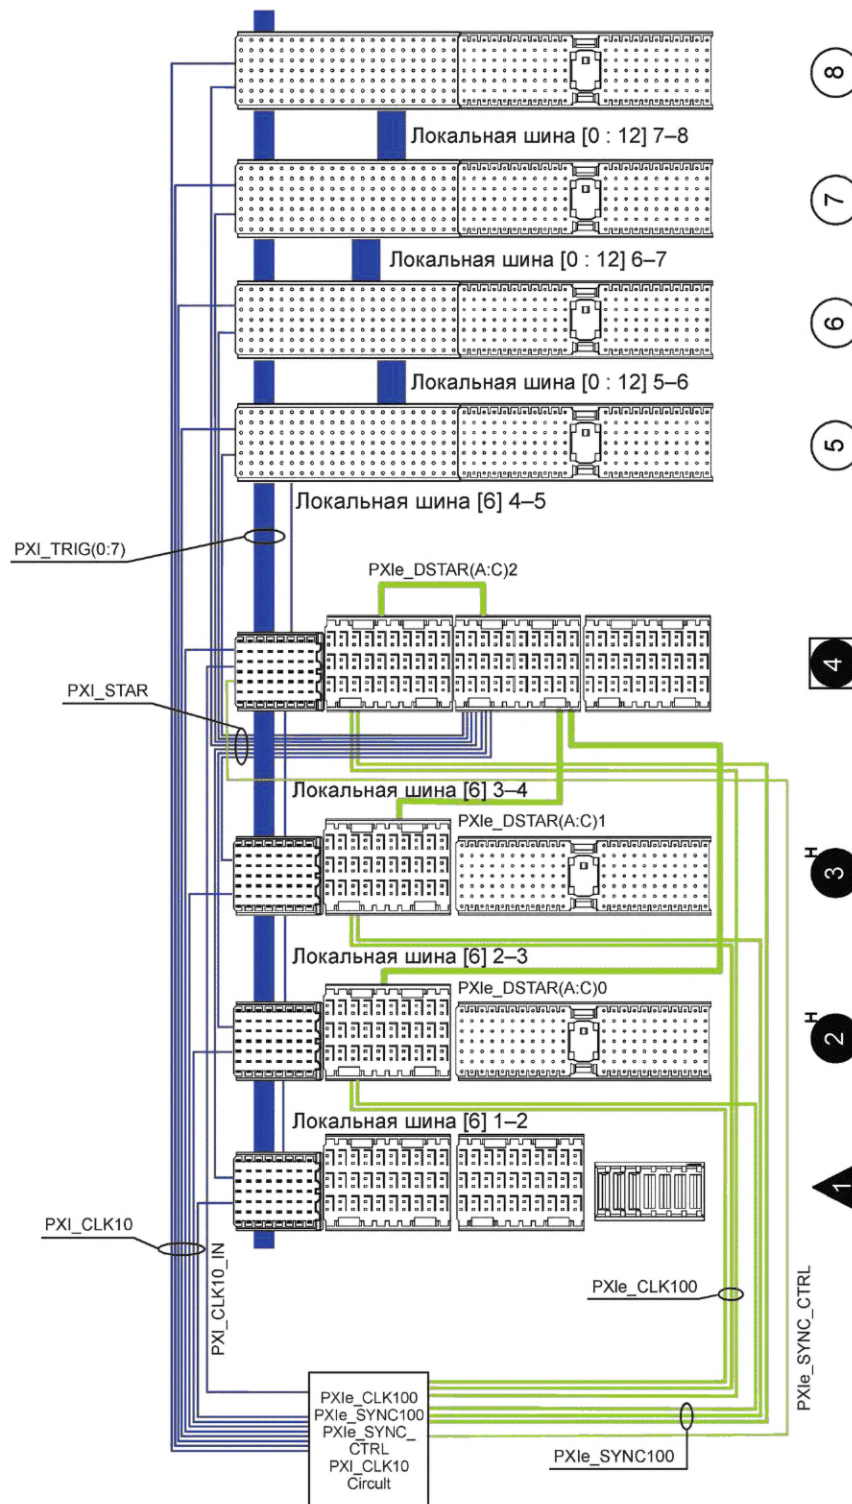 8
Локальная шина [0 : 12] 7–8
7
Локальная шина [0 : 12] 6–7
6
Локальная шина [0 : 12] 5–6
5
Локальная шина [6] 4–5
PXI_TRIG(0:7)
PXIe_DSTAR(A:C)2
4
PXI_STAR
Локальная шина [6] 3–4
PXIe_DSTAR(A:C)1
H
3
Локальная шина [6] 2–3
PXIe_DSTAR(A:C)0
H
2
Локальная шина [6] 1–2
1
PXI_CLK10
PXI_CLK10_IN
PXIe_CLK100
PXIe_SYNC_CTRL
PXIe_CLK100
PXIe_SYNC100
PXIe_SYNC_
CTRL
PXI_CLK10
Circult
PXIe_SYNC100